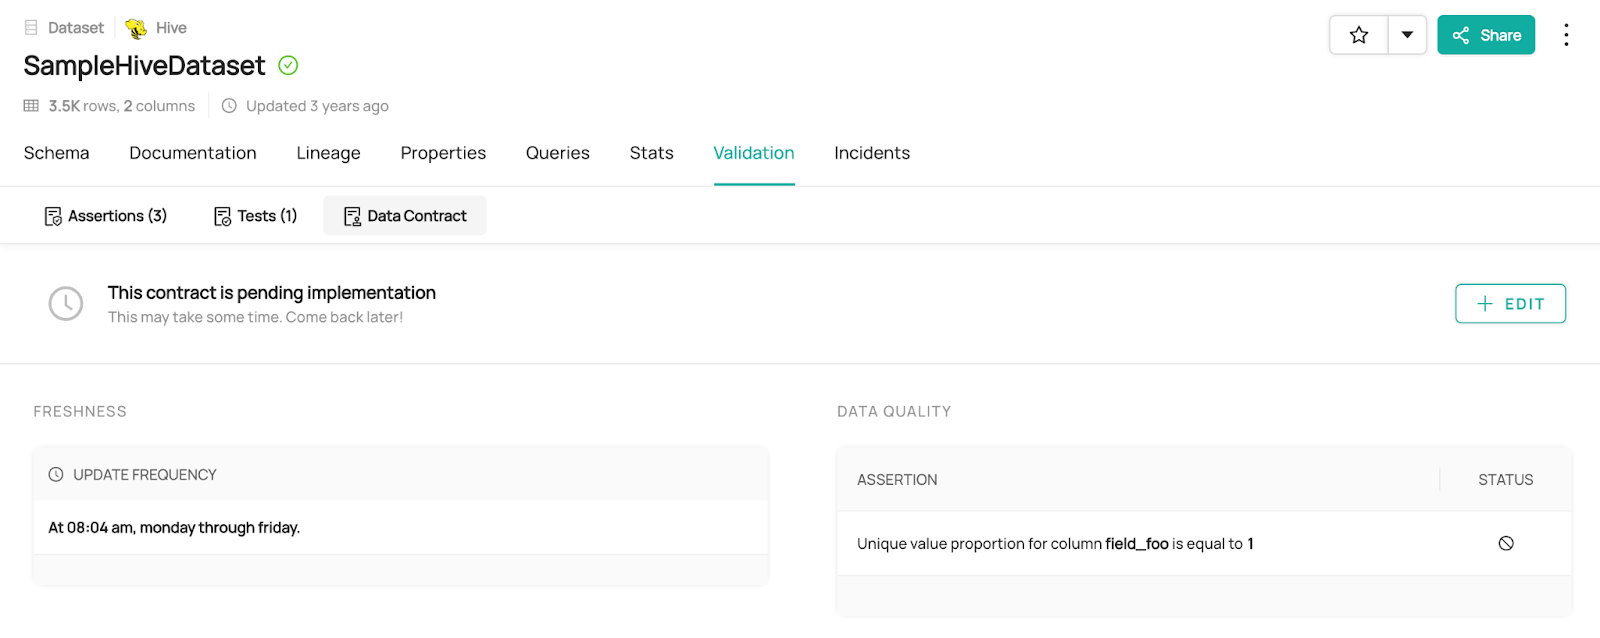 Dataset Hive
SampleHiveDataset
3.5K rows, 2 columns Updated 3 years ago
Share
Schema Documentation Lineage Properties Queries Stats Validation Incidents
Assertions (3) Tests (1) Data Contract
This contract is pending implementation
This may take some time. Come back later!
+ EDIT
FRESHNESS
UPDATE FREQUENCY
At 08:04 am, monday through friday.
DATA QUALITY
ASSERTION STATUS
Unique value proportion for column field_foo is equal to 1